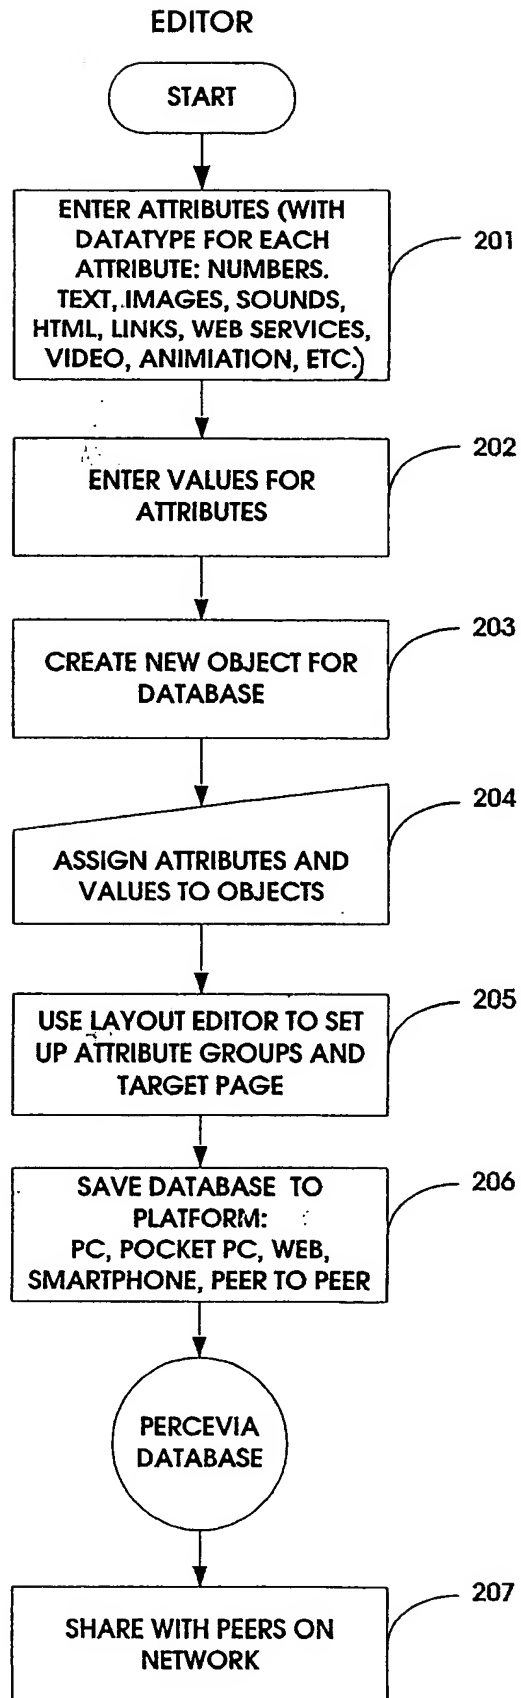 EDITOR
START
ENTER ATTRIBUTES (WITH
DATATYPE FOR EACH
ATTRIBUTE: NUMBERS.
TEXT, IMAGES, SOUNDS,
HTML, LINKS, WEB SERVICES,
VIDEO, ANIMIATION, ETC.)
201
ENTER VALUES FOR
ATTRIBUTES
202
CREATE NEW OBJECT FOR
DATABASE
203
ASSIGN ATTRIBUTES AND
VALUES TO OBJECTS
204
USE LAYOUT EDITOR TO SET
UP ATTRIBUTE GROUPS AND
TARGET PAGE
205
SAVE DATABASE TO
PLATFORM:
PC, POCKET PC, WEB,
SMARTPHONE, PEER TO PEER
206
PERCEVIA
DATABASE
SHARE WITH PEERS ON
NETWORK
207